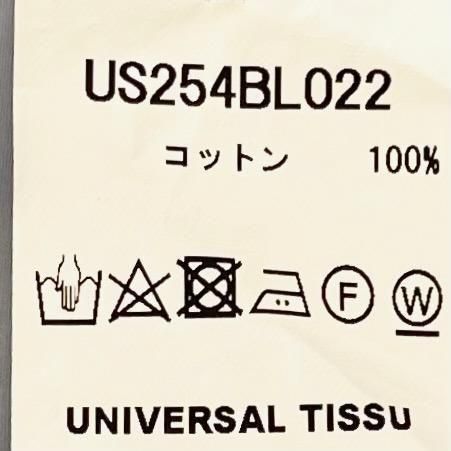 US254BL022
コットン 100%
F W
UNIVERSAL TISSU